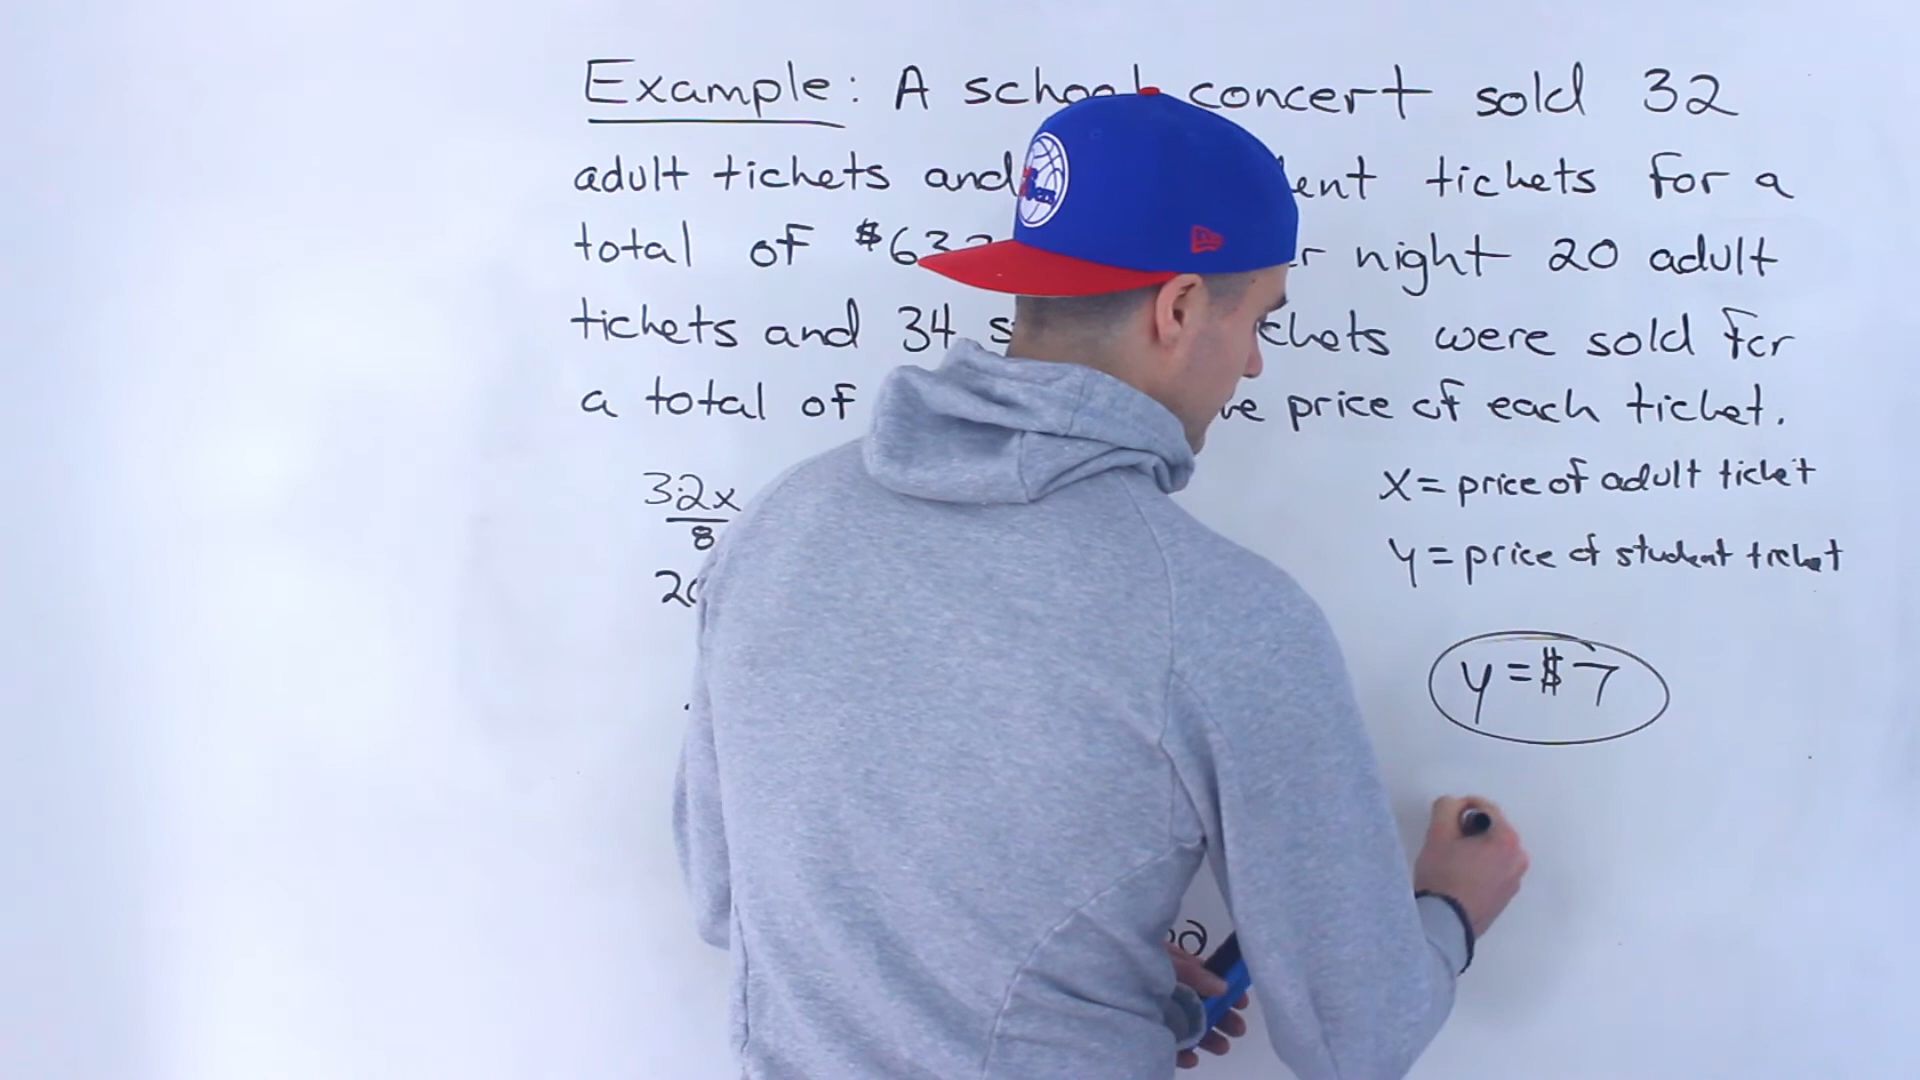 Example: A school concert sold 32
adult tickets and tickets for a
total of night 20 adult
tickets and 34 were sold for
a total of price of each ticket.
32x
8
x = price of adult ticket
y = price of student ticket
y = $7